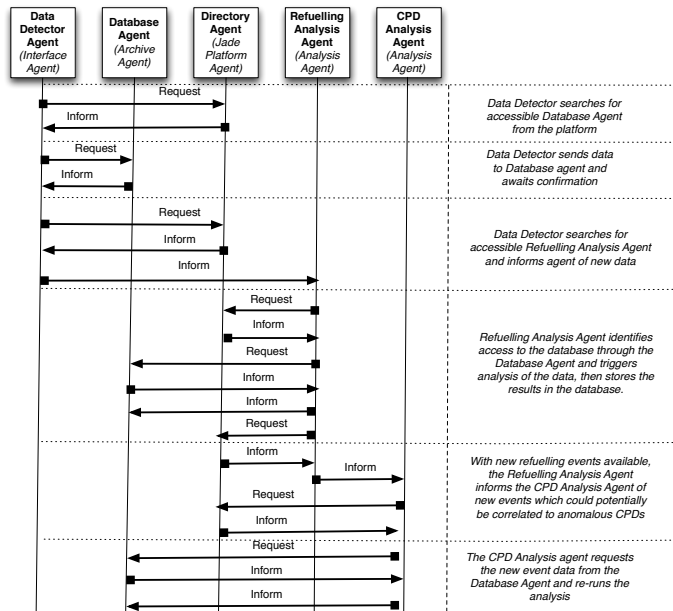 Data
Detector
Agent
(Interface
Agent)
Database
Agent
(Archive
Agent)
Directory
Agent
(Jade
Platform
Agent)
Refuelling
Analysis
Agent
(Analysis
Agent)
CPD
Analysis
Agent
(Analysis
Agent)
Request
Inform
Data Detector searches for
accessible Database Agent
from the platform
Request
Inform
Data Detector sends data
to Database agent and
awaits confirmation
Request
Inform
Inform
Data Detector searches for
accessible Refuelling Analysis Agent
and informs agent of new data
Request
Inform
Request
Inform
Inform
Request
Refuelling Analysis Agent identifies
access to the database through the
Database Agent and triggers
analysis of the data, then stores the
results in the database.
Inform
Inform
Request
Inform
With new refuelling events available,
the Refuelling Analysis Agent
informs the CPD Analysis Agent of
new events which could potentially
be correlated to anomalous CPDs
Request
Inform
Inform
The CPD Analysis agent requests
the new event data from the
Database Agent and re-runs the
analysis